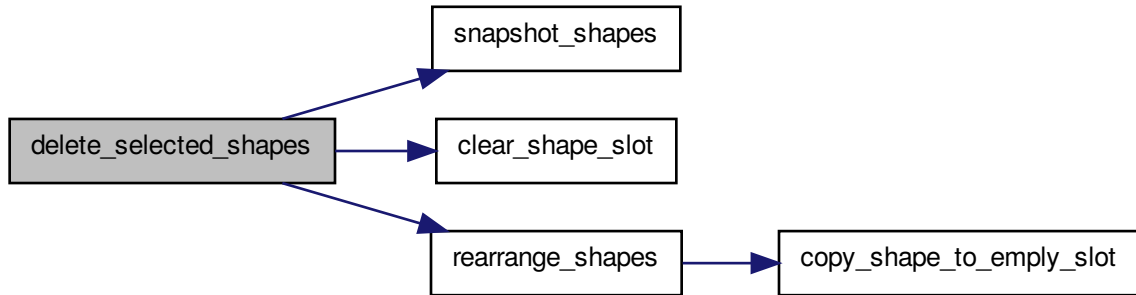 snapshot_shapes
delete_selected_shapes
clear_shape_slot
rearrange_shapes
copy_shape_to_emply_slot